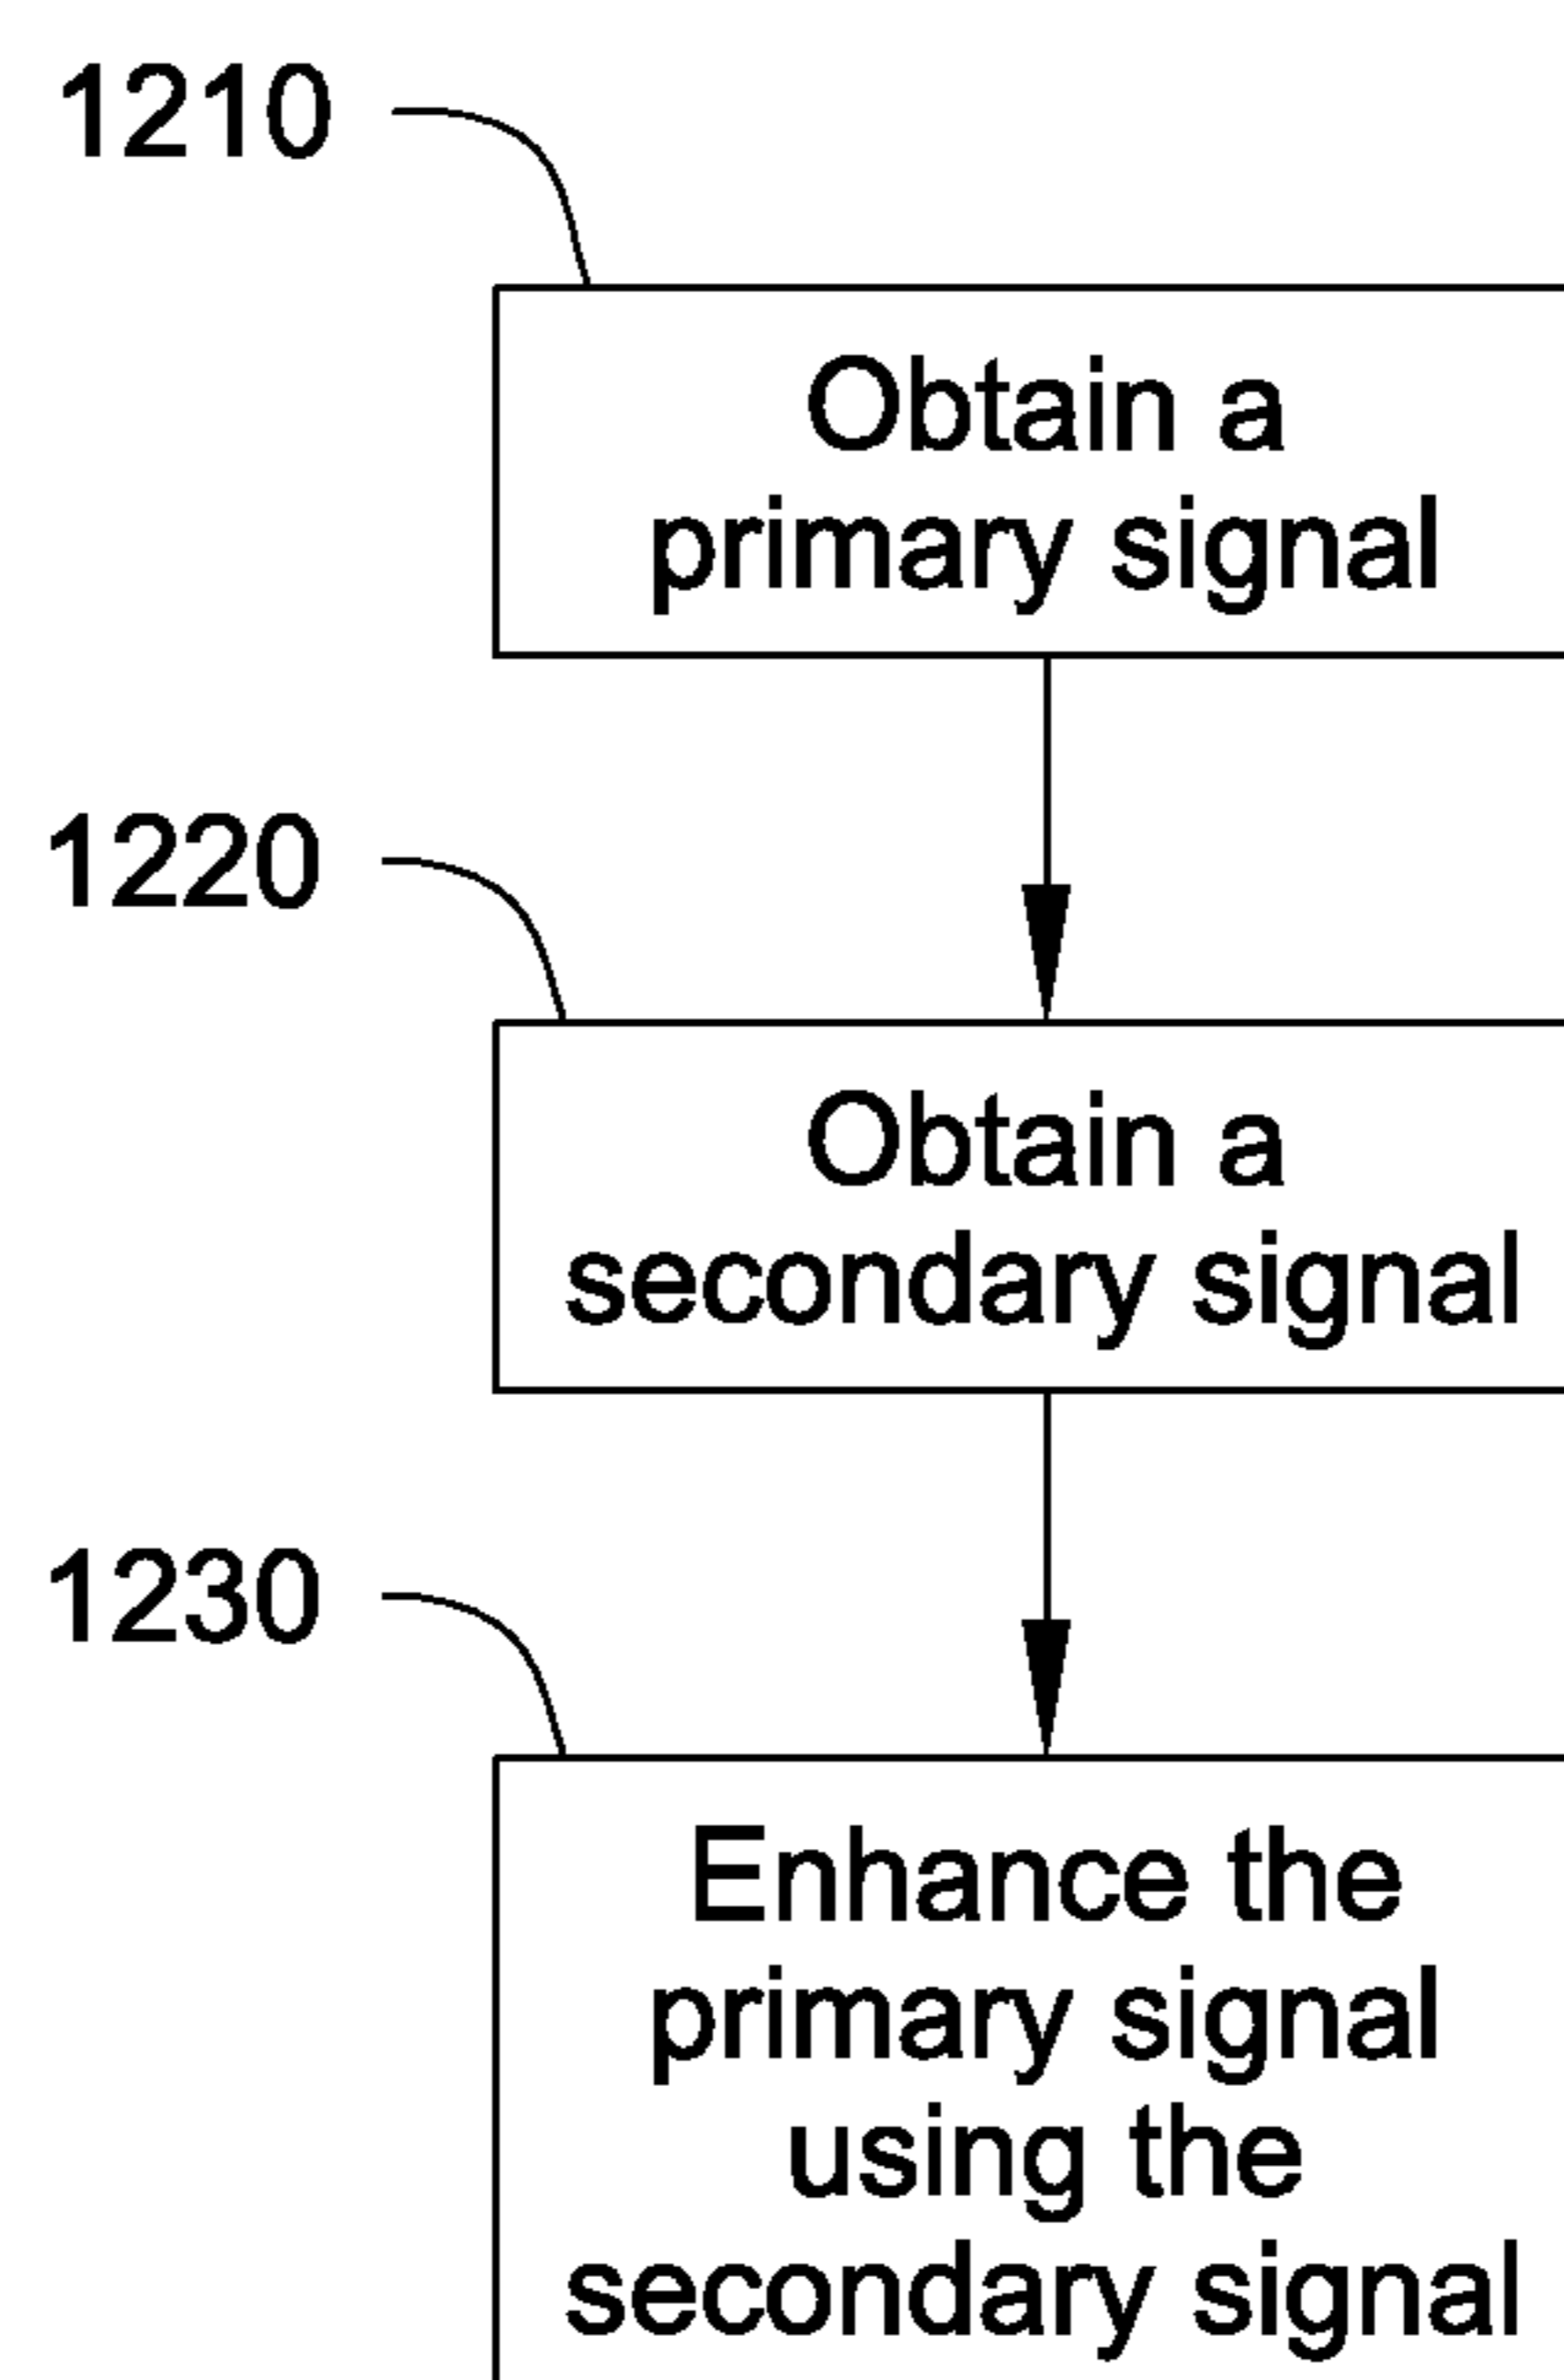 1210
Obtain a
primary signal
1220
Obtain a
secondary signal
1230
Enhance the
primary signal
using the
secondary signal